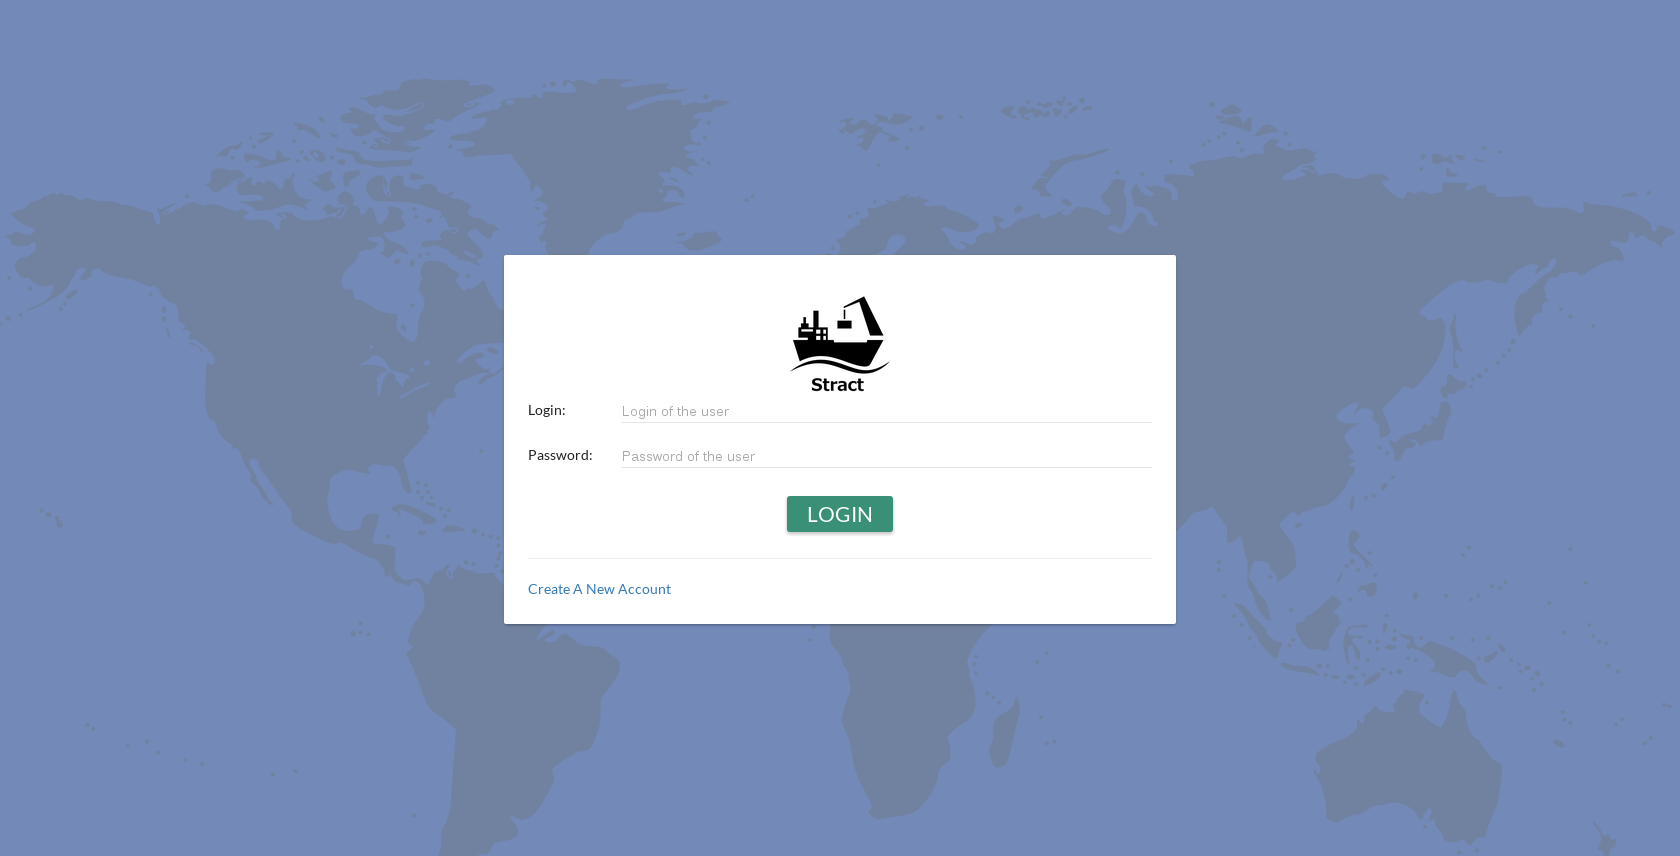 Stract
Login: Login of the user
Password: Password of the user
LOGIN
Create A New Account